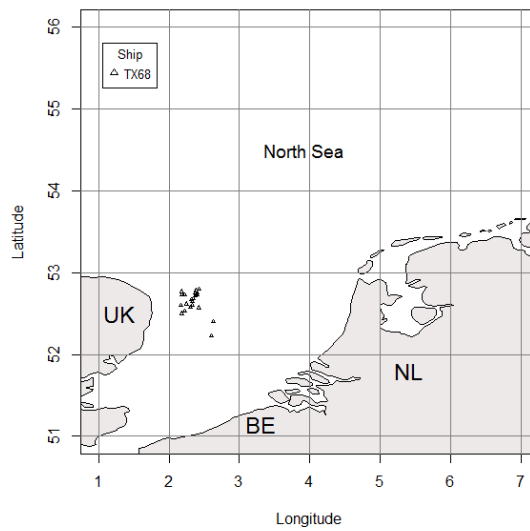 56
55
54
53
52
51
Latitude
Ship
TX68
North Sea
UK
NL
BE
1 2 3 4 5 6 7
Longitude